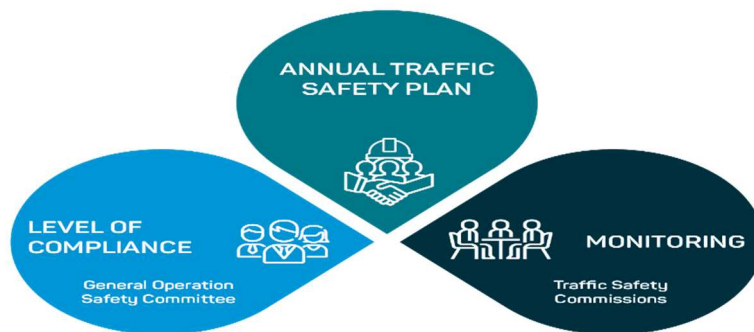 ANNUAL TRAFFIC
SAFETY PLAN
LEVEL OF
COMPLIANCE
General Operation
Safety Committee
MONITORING
Traffic Safety
Commissions